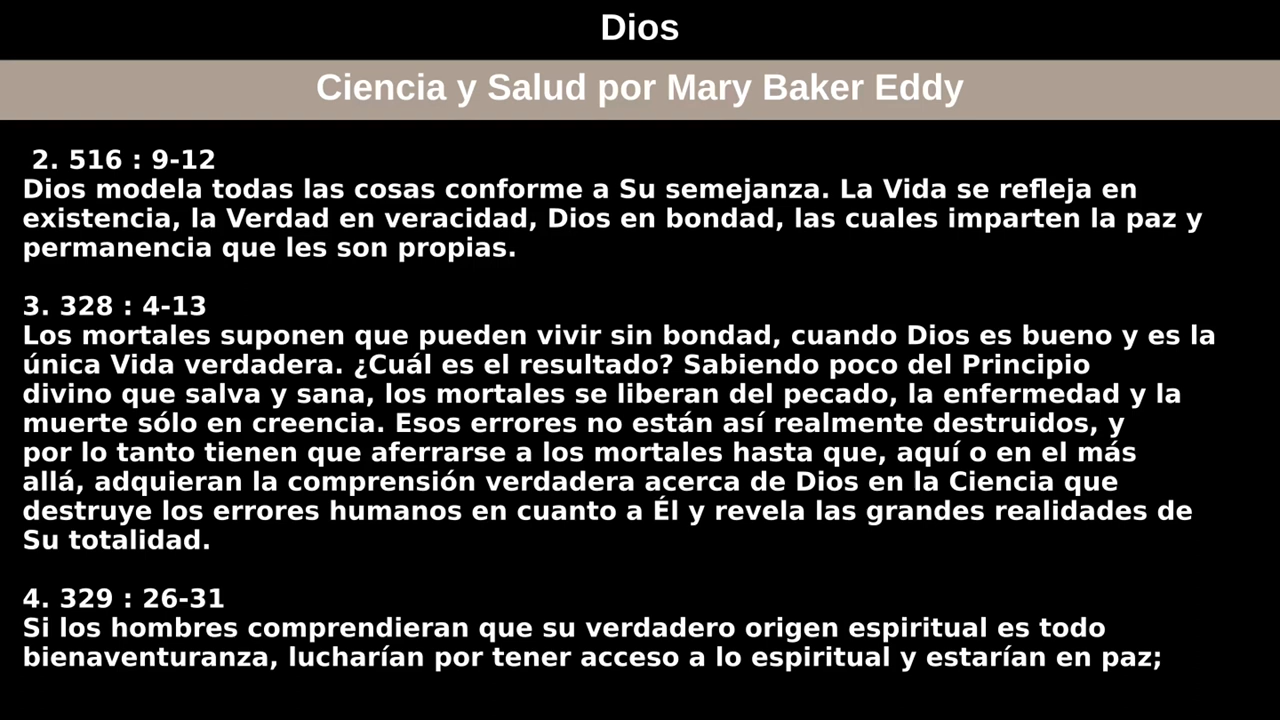 Dios
Ciencia y Salud por Mary Baker Eddy
2. 516 : 9-12
Dios modela todas las cosas conforme a Su semejanza. La Vida se refleja en
existencia, la Verdad en veracidad, Dios en bondad, las cuales imparten la paz y
permanencia que les son propias.
3. 328 : 4-13
Los mortales suponen que pueden vivir sin bondad, cuando Dios es bueno y es la
única Vida verdadera. ¿Cuál es el resultado? Sabiendo poco del Principio
divino que salva y sana, los mortales se liberan del pecado, la enfermedad y la
muerte sólo en creencia. Esos errores no están así realmente destruidos, y
por lo tanto tienen que aferrarse a los mortales hasta que, aquí o en el más
allá, adquieran la comprensión verdadera acerca de Dios en la Ciencia que
destruye los errores humanos en cuanto a Él y revela las grandes realidades de
Su totalidad.
4. 329 : 26-31
Si los hombres comprendieran que su verdadero origen espiritual es todo
bienaventuranza, lucharían por tener acceso a lo espiritual y estarían en paz;